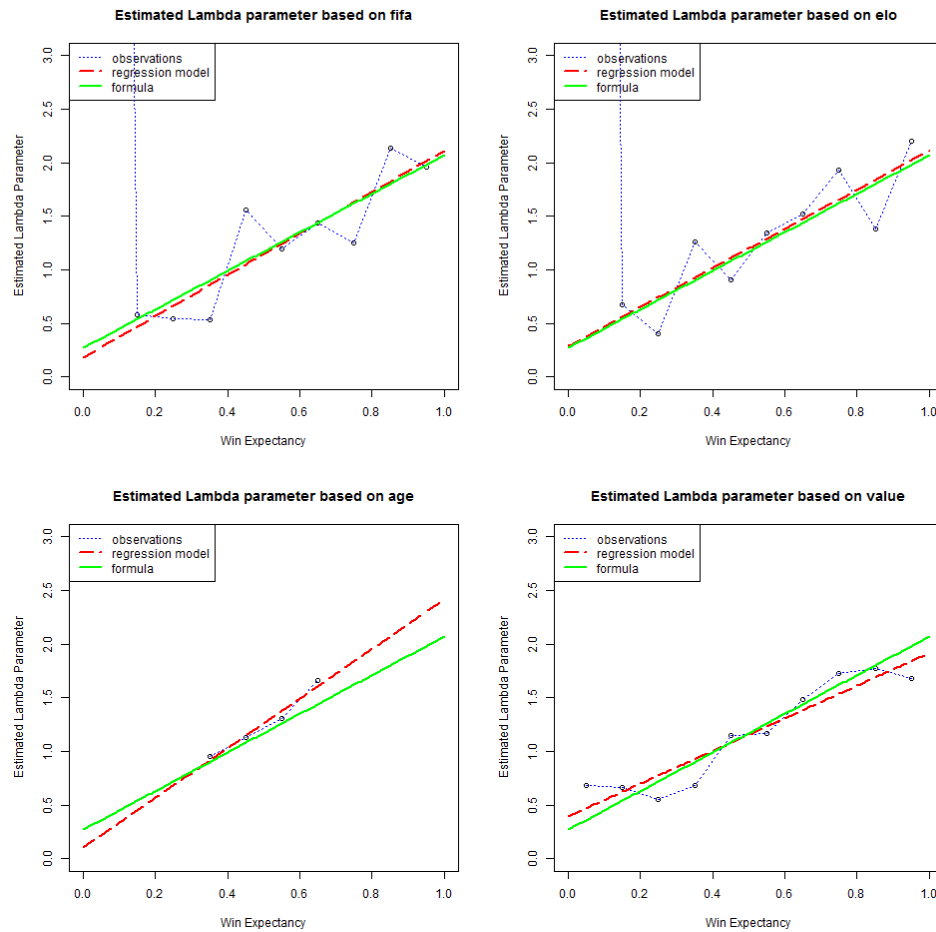 Estimated Lambda parameter based on fifa
observations
regression model
formula
Estimated Lambda Parameter
3.0
2.5
2.0
1.5
1.0
0.5
0.0
0.0 0.2 0.4 0.6 0.8 1.0
Win Expectancy
Estimated Lambda parameter based on elo
observations
regression model
formula
Estimated Lambda Parameter
3.0
2.5
2.0
1.5
1.0
0.5
0.0
0.0 0.2 0.4 0.6 0.8 1.0
Win Expectancy
Estimated Lambda parameter based on age
observations
regression model
formula
Estimated Lambda Parameter
3.0
2.5
2.0
1.5
1.0
0.5
0.0
0.0 0.2 0.4 0.6 0.8 1.0
Win Expectancy
Estimated Lambda parameter based on value
observations
regression model
formula
Estimated Lambda Parameter
3.0
2.5
2.0
1.5
1.0
0.5
0.0
0.0 0.2 0.4 0.6 0.8 1.0
Win Expectancy